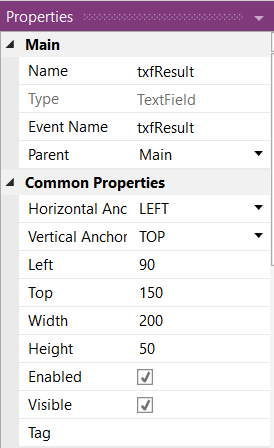 Properties
Main
Name txfResult
Type TextField
Event Name txfResult
Parent Main
Common Properties
Horizontal Anc LEFT
Vertical Anchor TOP
Left 90
Top 150
Width 200
Height 50
Enabled
Visible
Tag